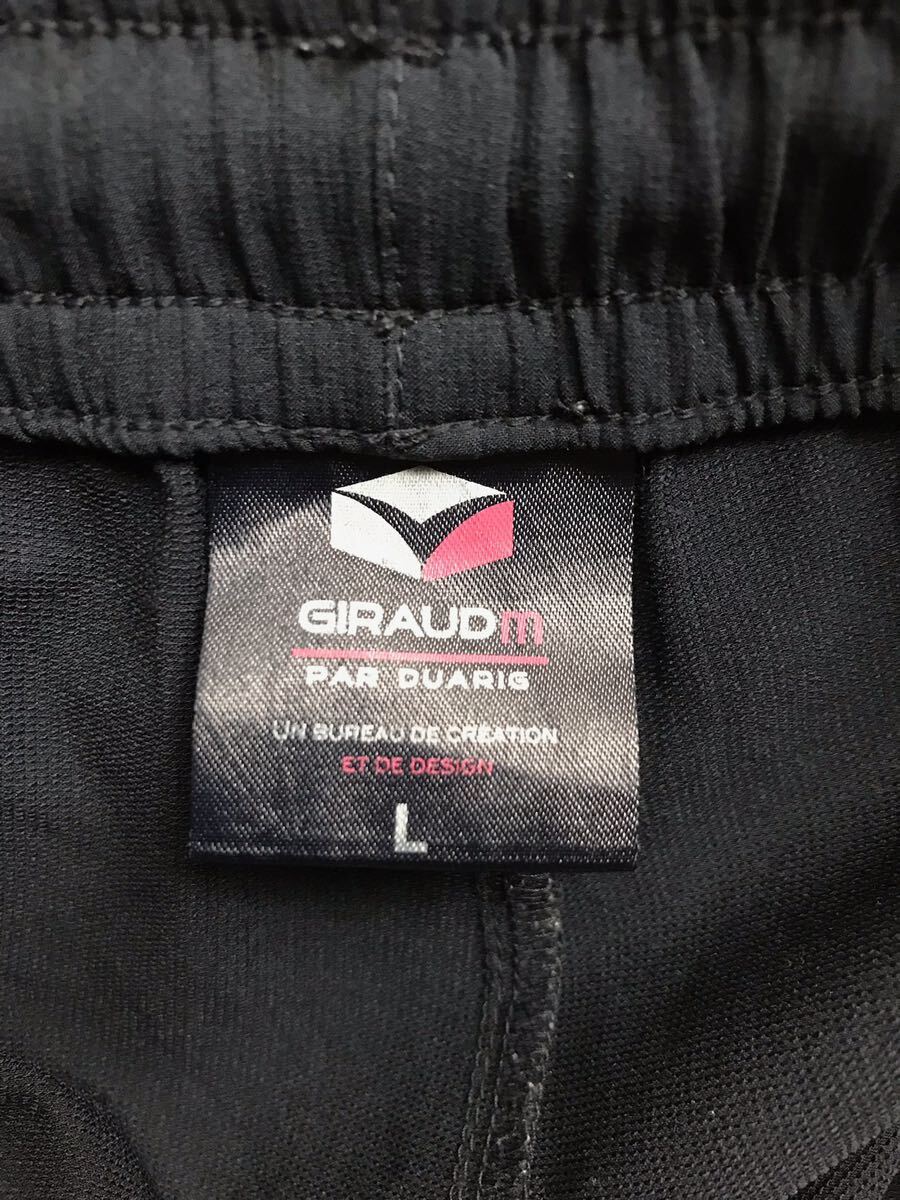 GIRAUDm
PAR DUARIG
UN BUREAU DE CREATION
ET DE DESIGN
L